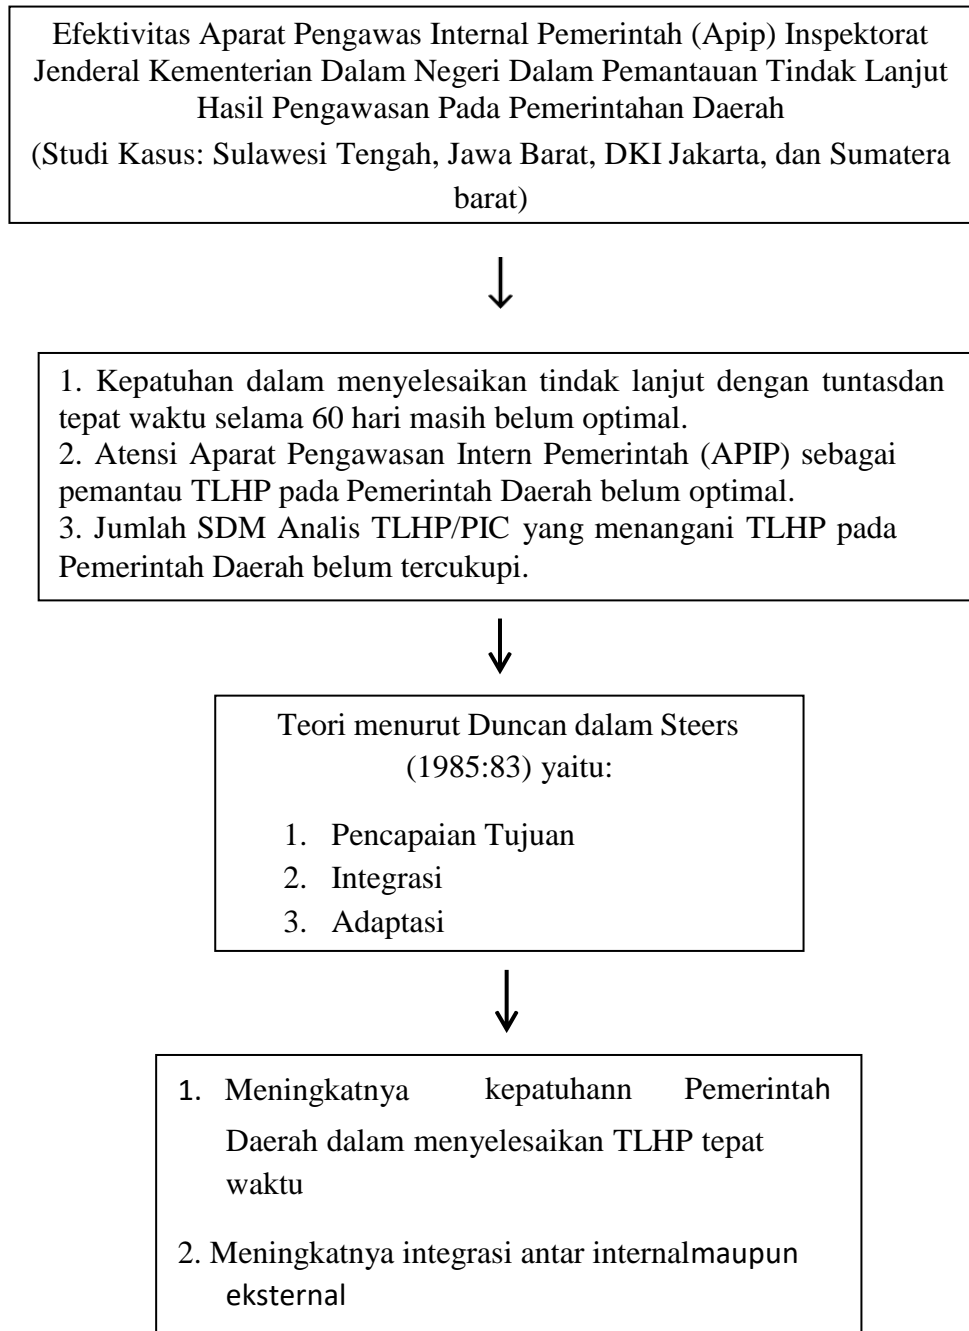 Efektivitas Aparat Pengawas Internal Pemerintah (Apip) Inspektorat
Jenderal Kementerian Dalam Negeri Dalam Pemantauan Tindak Lanjut
Hasil Pengawasan Pada Pemerintahan Daerah
(Studi Kasus: Sulawesi Tengah, Jawa Barat, DKI Jakarta, dan Sumatera
barat)
1. Kepatuhan dalam menyelesaikan tindak lanjut dengan tuntasdan
tepat waktu selama 60 hari masih belum optimal.
2. Atensi Aparat Pengawasan Intern Pemerintah (APIP) sebagai
pemantau TLHP pada Pemerintah Daerah belum optimal.
3. Jumlah SDM Analis TLHP/PIC yang menangani TLHP pada
Pemerintah Daerah belum tercukupi.
Teori menurut Duncan dalam Steers
(1985:83) yaitu:
1. Pencapaian Tujuan
2. Integrasi
3. Adaptasi
1. Meningkatnya kepatuhann Pemerintah
Daerah dalam menyelesaikan TLHP tepat
waktu
2. Meningkatnya integrasi antar internalmaupun
eksternal